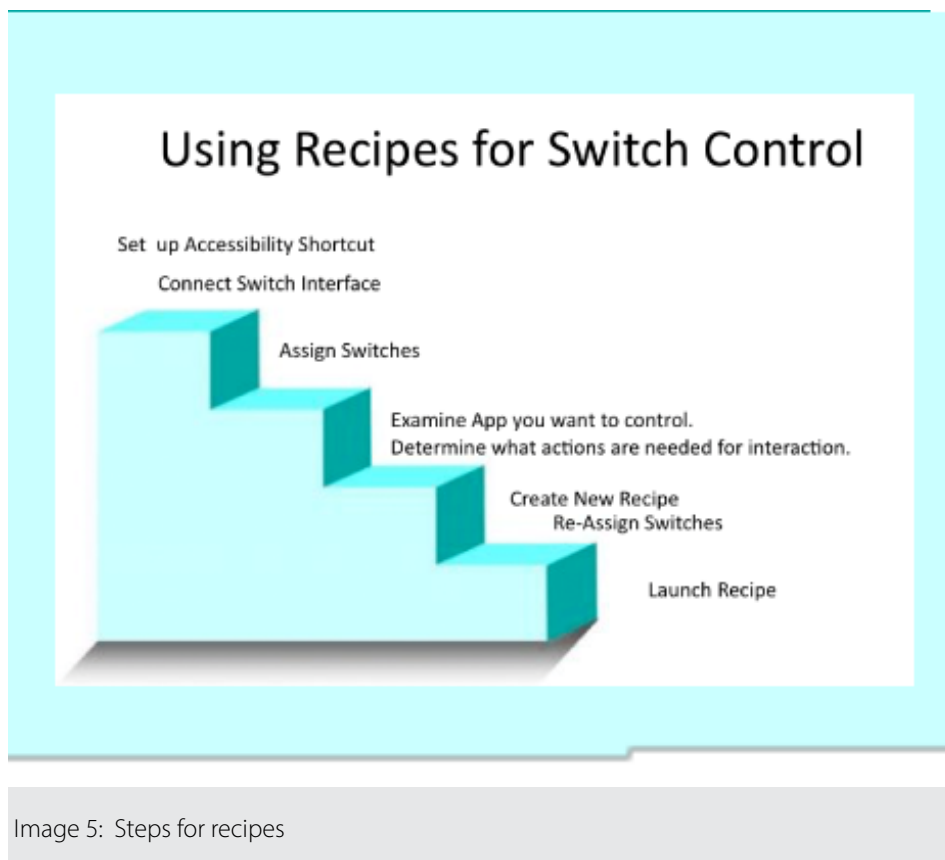 Using Recipes for Switch Control
Set up Accessibility Shortcut
Connect Switch Interface
Assign Switches
Examine App you want to control.
Determine what actions are needed for interaction.
Create New Recipe
Re-Assign Switches
Launch Recipe
Image 5: Steps for recipes